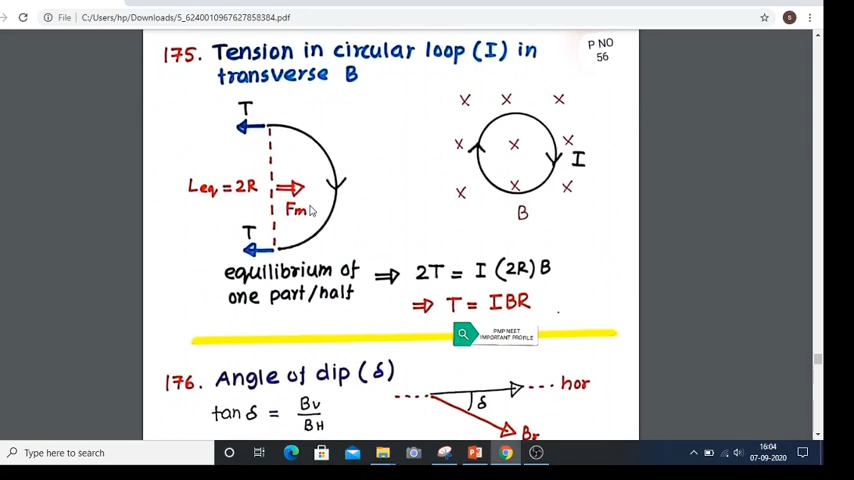 File
C:/Users/hp/Downloads/5_6240010967627858384.pdf
S
175. Tension in circular loop (I) in
transverse B
P NO
56
T
Leq = 2R
Fm
T
I
B
equilibrium of
one part/half
⇒ 2T = I (2R) B
⇒ T = IBR
PMP NEET
IMPORTANT PROFILE
176. Angle of dip (δ)
tan δ = Bv/BH
hor
δ
Br
Type here to search
16:04
07-09-2020